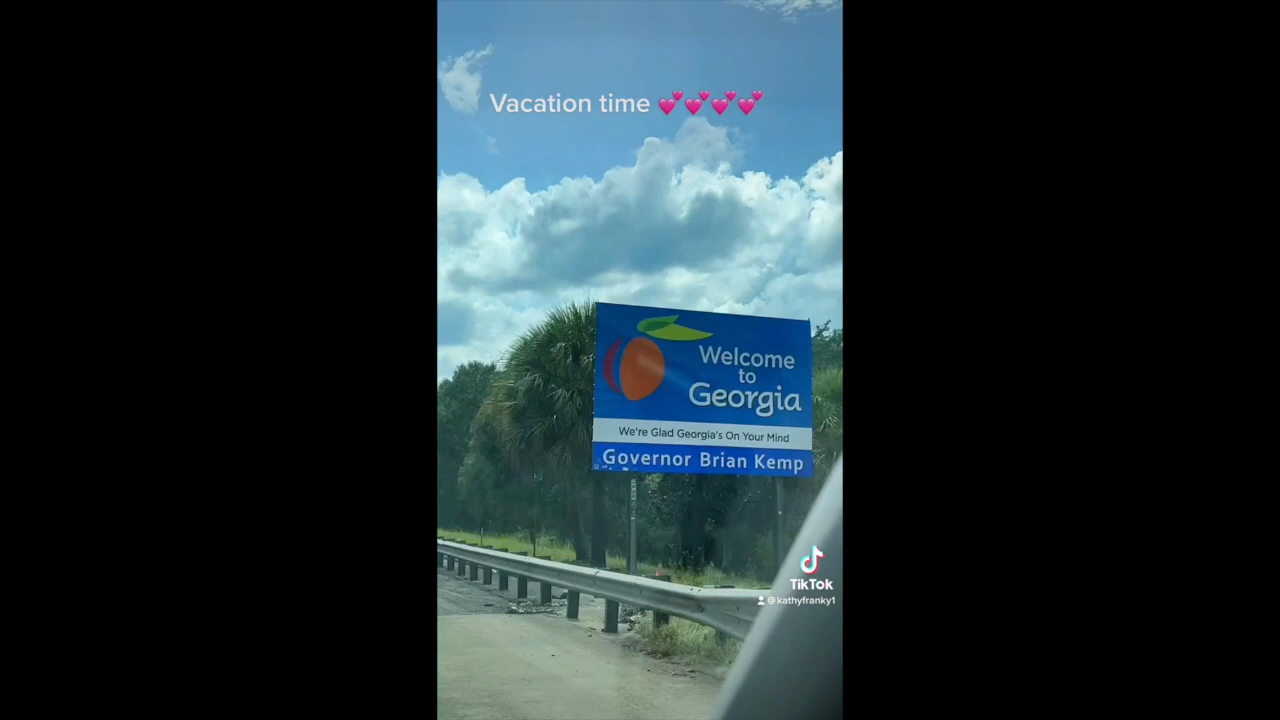 Vacation time 💕💕💕💕
Welcome
to
Georgia
We're Glad Georgia's On Your Mind
Governor Brian Kemp
TikTok
@kathyfranky1